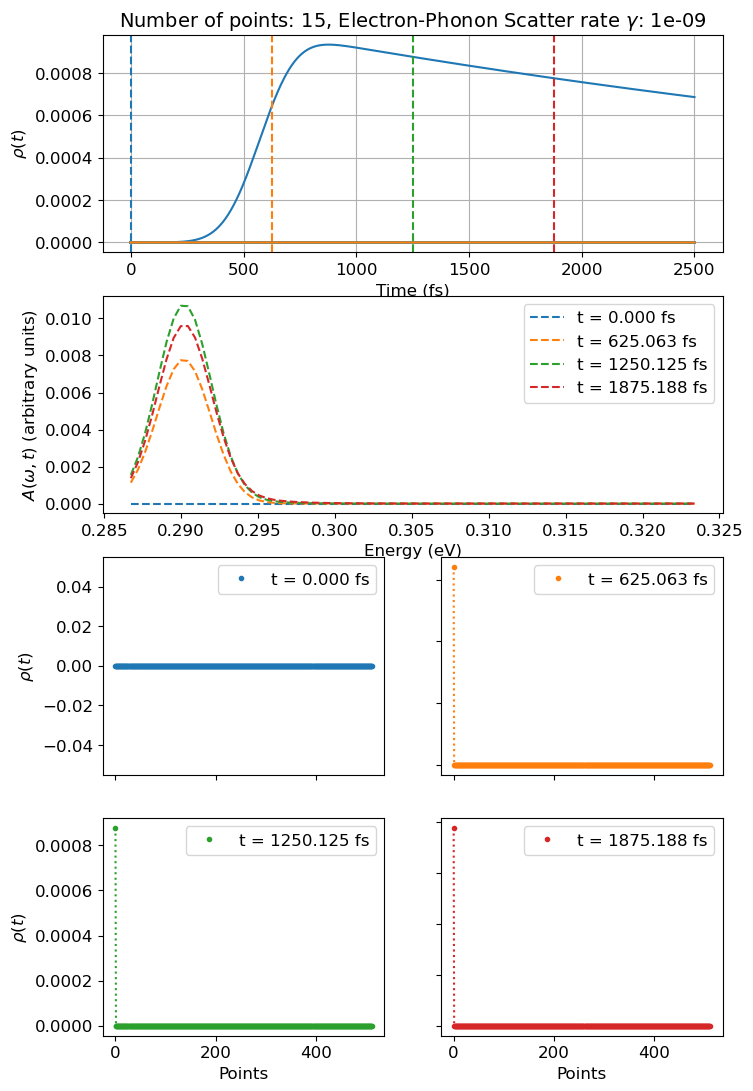 Number of points: 15, Electron-Phonon Scatter rate γ: 1e-09
ρ(t)
0.0008
0.0006
0.0004
0.0002
0.0000
0
500
1000
1500
2000
2500
Time (fs)
A(ω, t) (arbitrary units)
0.010
0.008
0.006
0.004
0.002
0.000
t = 0.000 fs
t = 625.063 fs
t = 1250.125 fs
t = 1875.188 fs
0.285
0.290
0.295
0.300
0.305
0.310
0.315
0.320
0.325
Energy (eV)
ρ(t)
0.04
0.02
0.00
−0.02
−0.04
t = 0.000 fs
t = 625.063 fs
ρ(t)
0.0008
0.0006
0.0004
0.0002
0.0000
t = 1250.125 fs
t = 1875.188 fs
0
200
400
Points
0
200
400
Points